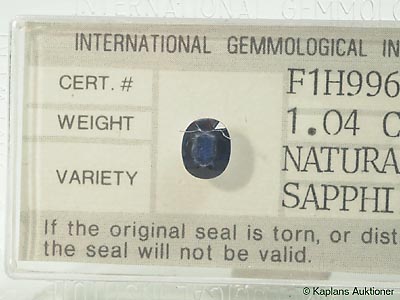 INTERNATIONAL GEMMOLOGICAL IN
CERT. # F1H996
WEIGHT 1.04 C
VARIETY NATURA
SAPPHI
If the original seal is torn, or dist
the seal will not be valid.
© Kaplans Auktioner